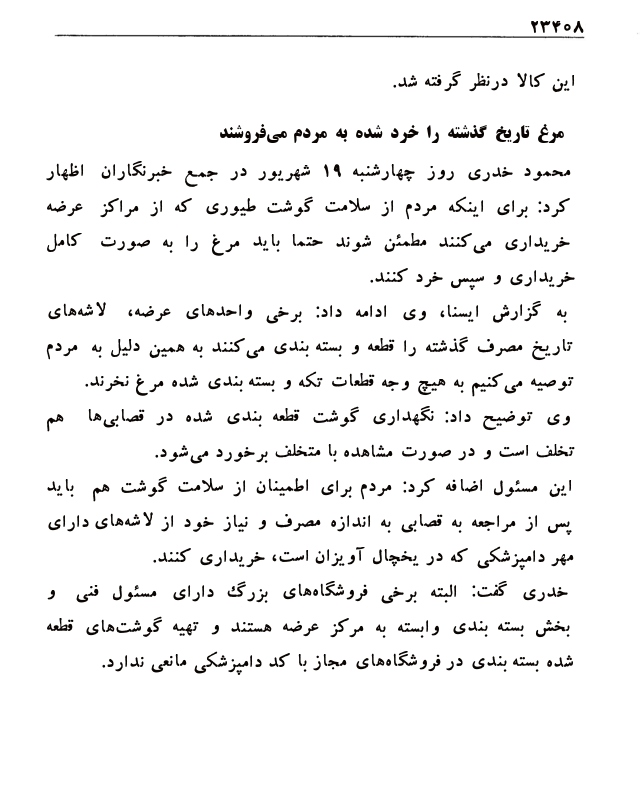 ۲۳۴۰۸
این کالا درنظر گرفته شد.
مرغ تاریخ گذشته را خرد شده به مردم می‌فروشند
محمود خدری روز چهارشنبه ۱۹ شهریور در جمع خبرنگاران اظهار
کرد: برای اینکه مردم از سلامت گوشت طیوری که از مراکز عرضه
خریداری می‌کنند مطمئن شوند حتما باید مرغ را به صورت کامل
خریداری و سپس خرد کنند.
به گزارش ایسنا، وی ادامه داد: برخی واحدهای عرضه، لاشه‌های
تاریخ مصرف گذشته را قطعه و بسته بندی می‌کنند به همین دلیل به مردم
توصیه می‌کنیم به هیچ وجه قطعات تکه و بسته بندی شده مرغ نخرند.
وی توضیح داد: نگهداری گوشت قطعه بندی شده در قصابی‌ها هم
تخلف است و در صورت مشاهده با متخلف برخورد می‌شود.
این مسئول اضافه کرد: مردم برای اطمینان از سلامت گوشت هم باید
پس از مراجعه به قصابی به اندازه مصرف و نیاز خود از لاشه‌های دارای
مهر دامپزشکی که در یخچال آویزان است، خریداری کنند.
خدری گفت: البته برخی فروشگاه‌های بزرگ دارای مسئول فنی و
بخش بسته بندی وابسته به مرکز عرضه هستند و تهیه گوشت‌های قطعه
شده بسته بندی در فروشگاه‌های مجاز با کد دامپزشکی مانعی ندارد.